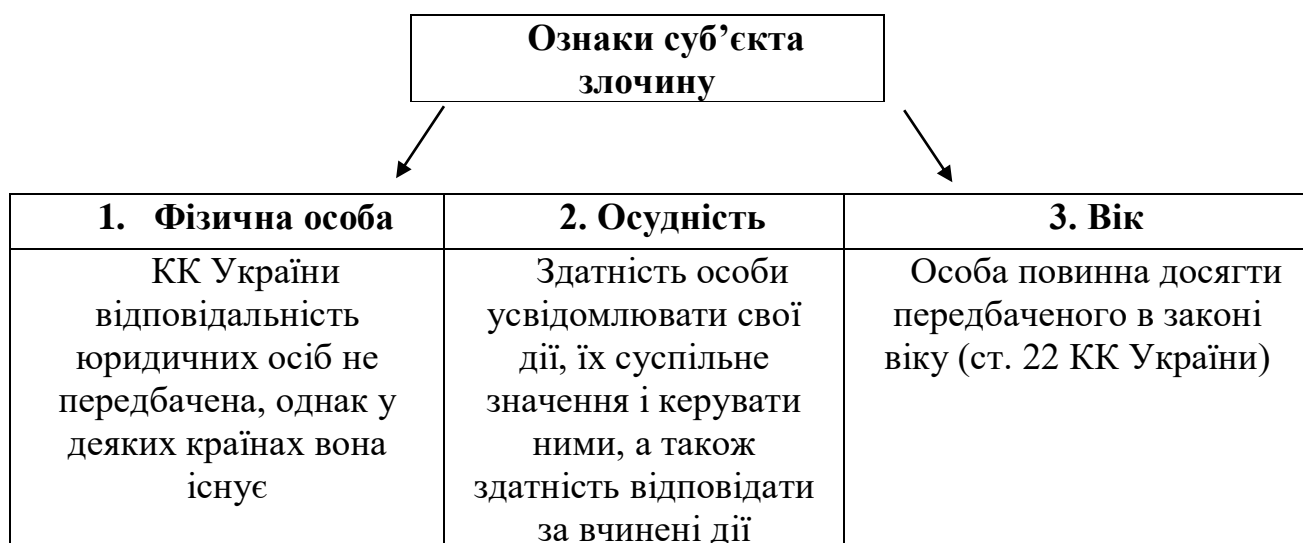 Ознаки суб’єкта
злочину
1. Фізична особа
КК України
відповідальність
юридичних осіб не
передбачена, однак у
деяких країнах вона
існує
2. Осудність
Здатність особи
усвідомлювати свої
дії, їх суспільне
значення і керувати
ними, а також
здатність відповідати
за вчинені дії
3. Вік
Особа повинна досягти
передбаченого в законі
віку (ст. 22 КК України)